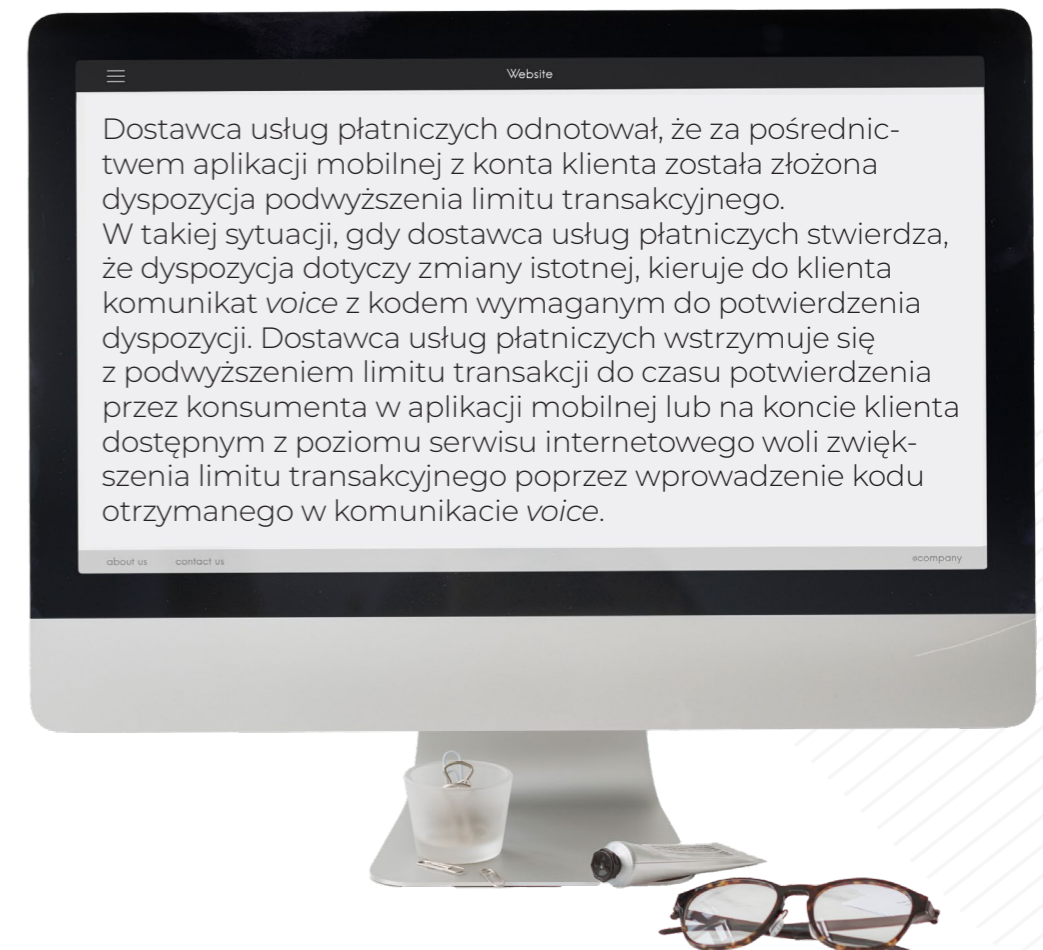 Website
Dostawca usług płatniczych odnotował, że za pośrednic-
twem aplikacji mobilnej z konta klienta została złożona
dyspozycja podwyższenia limitu transakcyjnego.
W takiej sytuacji, gdy dostawca usług płatniczych stwierdza,
że dyspozycja dotyczy zmiany istotnej, kieruje do klienta
komunikat voice z kodem wymaganym do potwierdzenia
dyspozycji. Dostawca usług płatniczych wstrzymuje się
z podwyższeniem limitu transakcji do czasu potwierdzenia
przez konsumenta w aplikacji mobilnej lub na koncie klienta
dostępnym z poziomu serwisu internetowego woli zwięk-
szenia limitu transakcyjnego poprzez wprowadzenie kodu
otrzymanego w komunikacie voice.
about us contact us ecompany